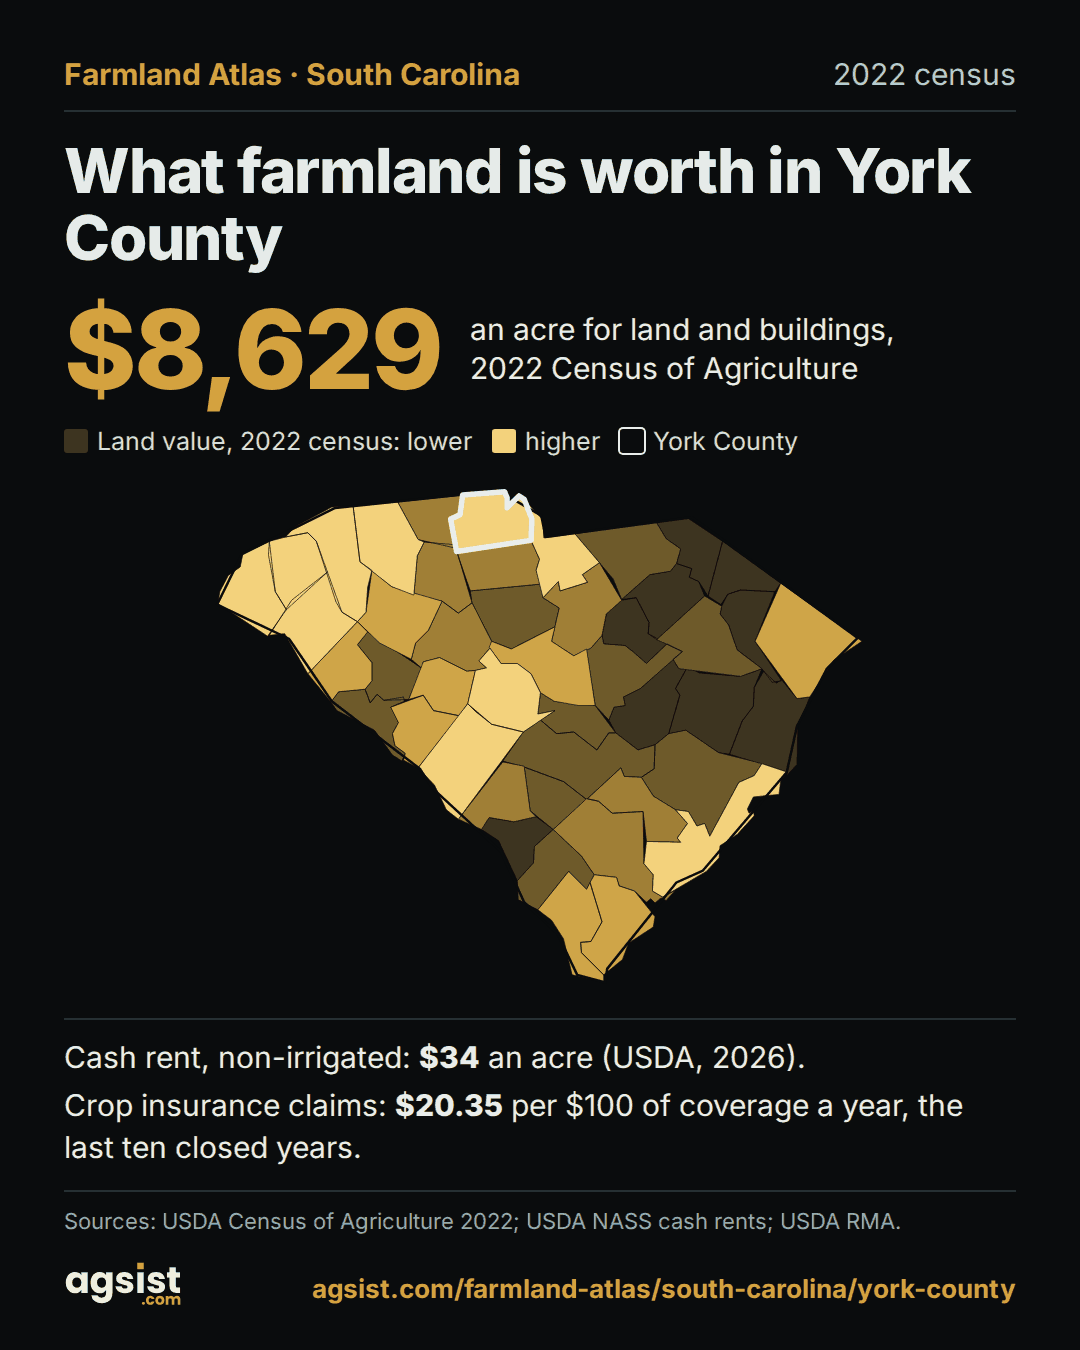 Farmland Atlas · South Carolina
2022 census
What farmland is worth in York
County
$8,629
an acre for land and buildings,
2022 Census of Agriculture
Land value, 2022 census: lower
higher
York County
Cash rent, non-irrigated: $34 an acre (USDA, 2026).
Crop insurance claims: $20.35 per $100 of coverage a year, the
last ten closed years.
Sources: USDA Census of Agriculture 2022; USDA NASS cash rents; USDA RMA.
agsist
.com
agsist.com/farmland-atlas/south-carolina/york-county